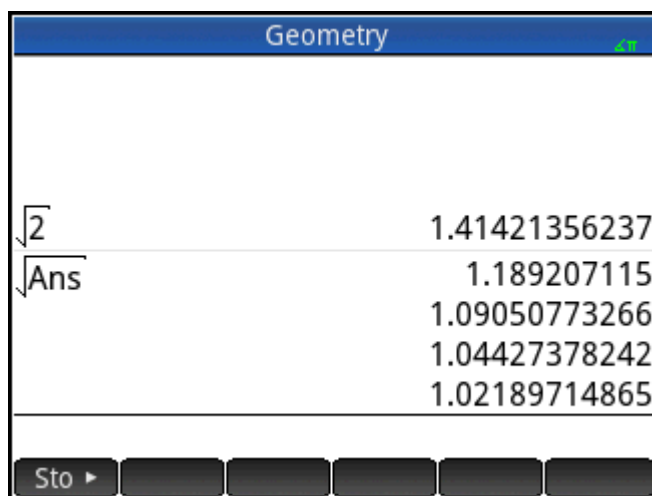 Geometry
∡π
√2 1.41421356237
√Ans 1.189207115
1.09050773266
1.04427378242
1.02189714865
Sto ►